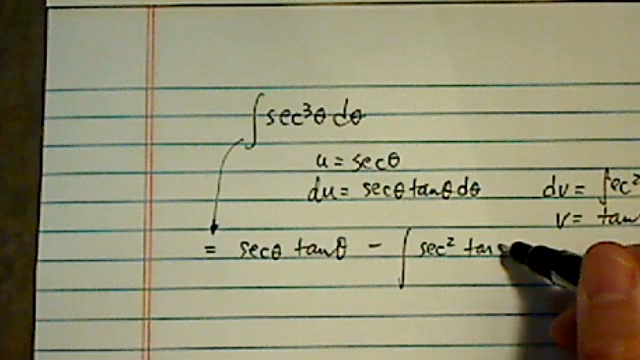 ∫ sec³θ dθ
u = secθ
du = secθ tanθ dθ dv = ∫sec²
v = tan
= secθ tanθ − ∫ sec² tan